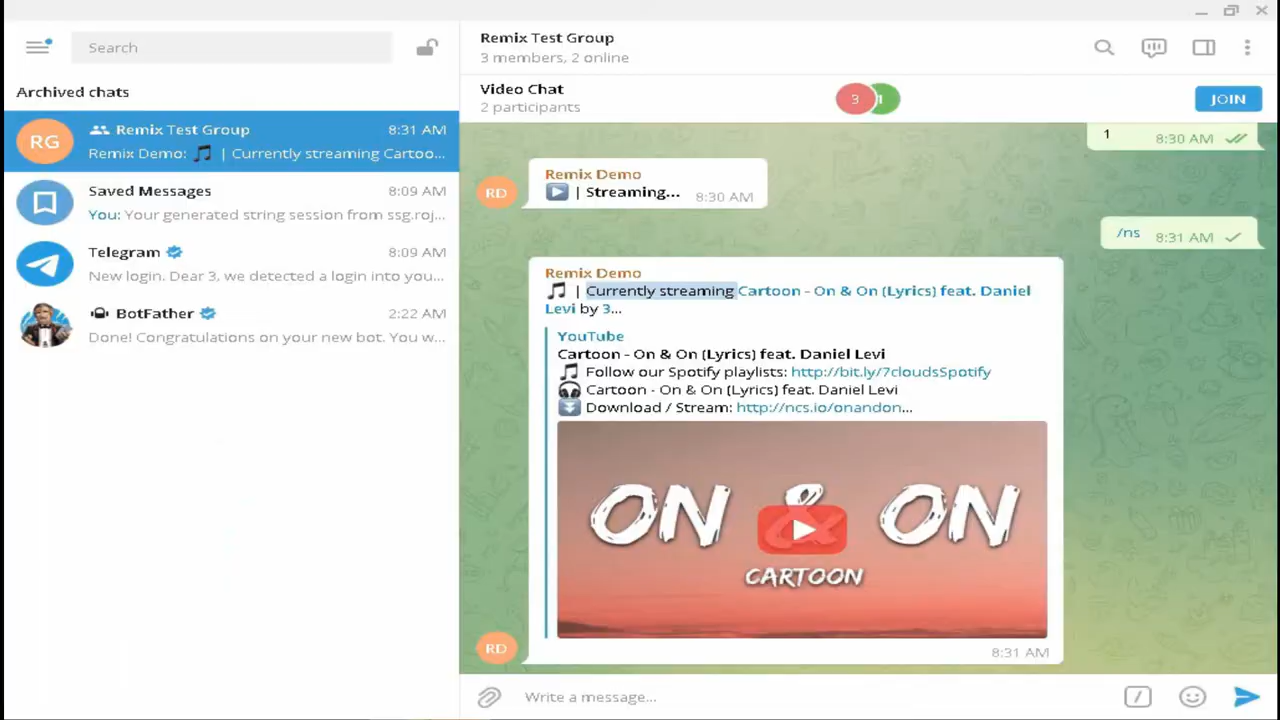 Search
Archived chats
RG
Remix Test Group
8:31 AM
Remix Demo: 🎵 | Currently streaming Cartoo...
Saved Messages
8:09 AM
You: Your generated string session from ssg.roj...
Telegram
8:09 AM
New login. Dear 3, we detected a login into you...
BotFather
2:22 AM
Done! Congratulations on your new bot. You w...
Remix Test Group
3 members, 2 online
Video Chat
2 participants
3
JOIN
1
8:30 AM
Remix Demo
▶️ | Streaming...
8:30 AM
RD
/ns
8:31 AM
Remix Demo
🎵 | Currently streaming Cartoon - On & On (Lyrics) feat. Daniel
Levi by 3...
YouTube
Cartoon - On & On (Lyrics) feat. Daniel Levi
🎵 Follow our Spotify playlists: http://bit.ly/7cloudsSpotify
🎧 Cartoon - On & On (Lyrics) feat. Daniel Levi
⏬ Download / Stream: http://ncs.io/onandon...
ON & ON
CARTOON
RD
8:31 AM
Write a message...